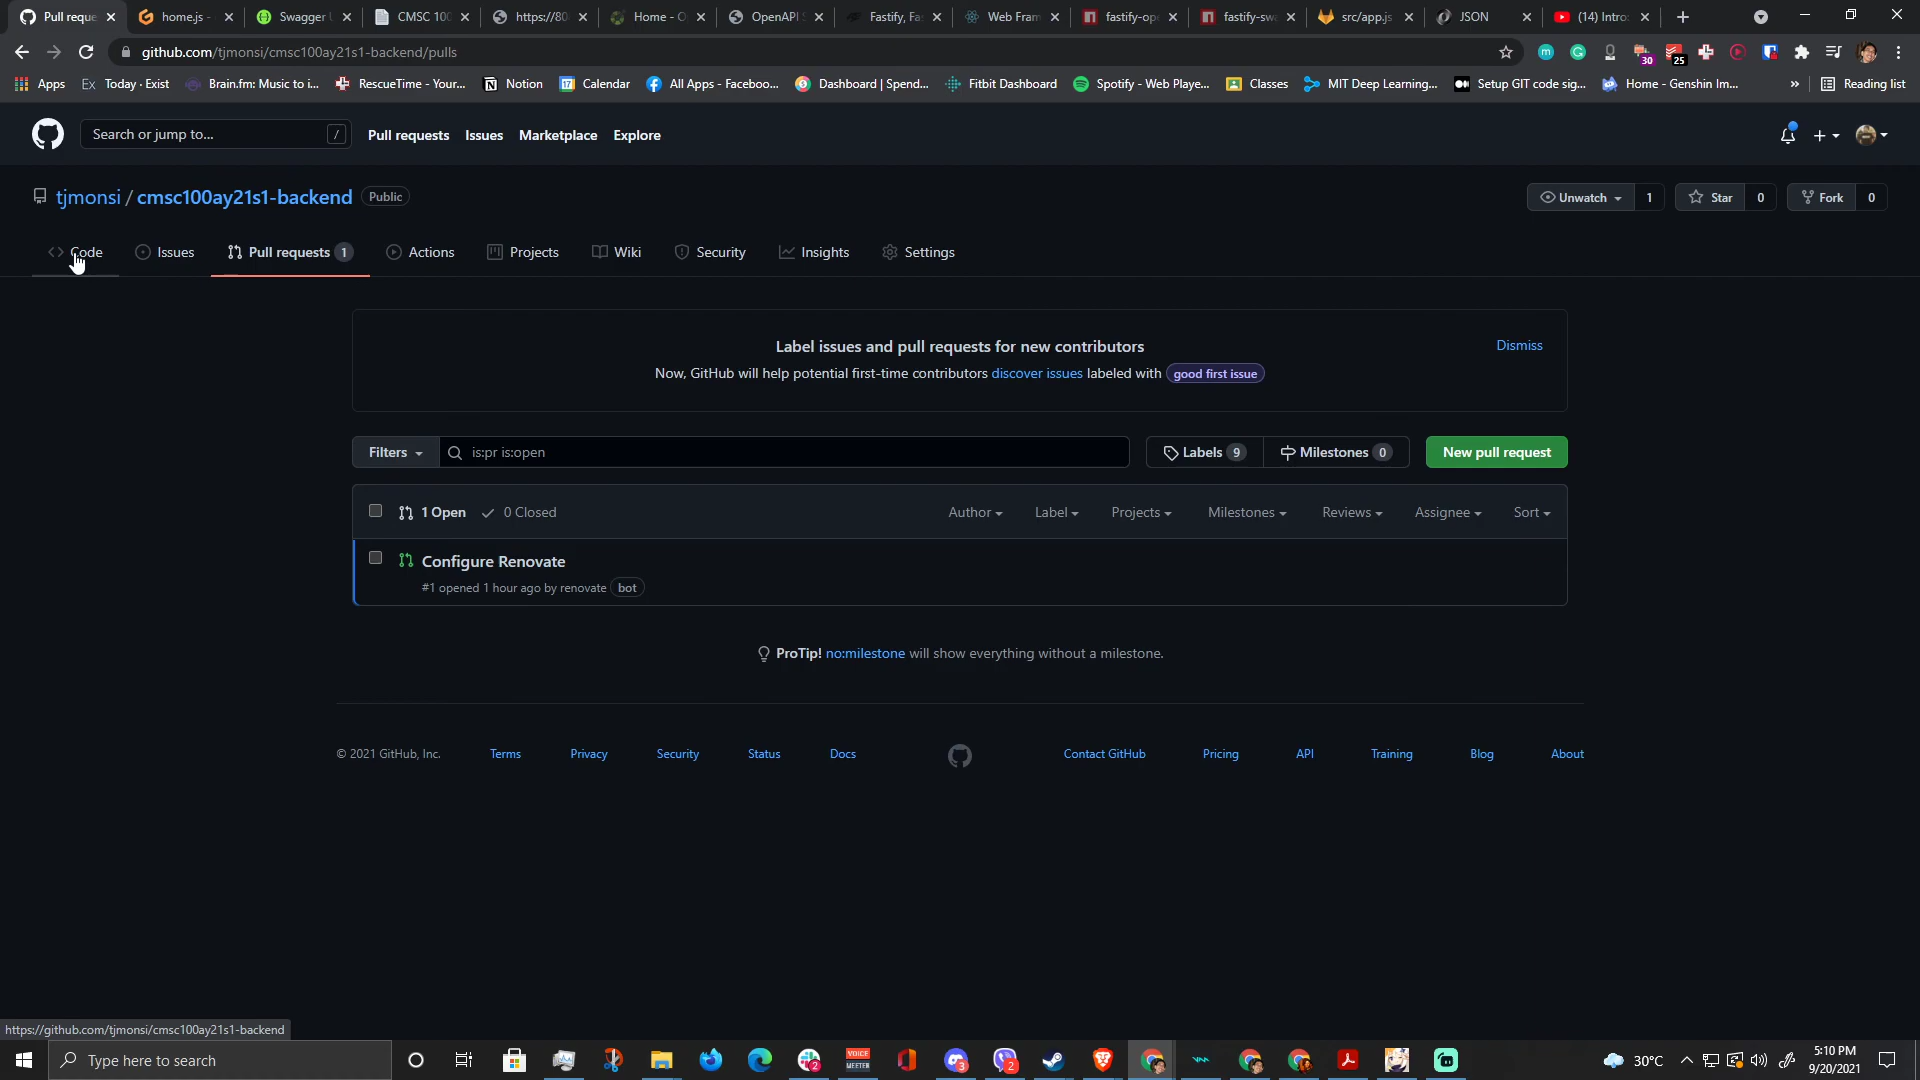 Pull reque
home.js -
Swagger
CMSC 100
https://80
Home - O
OpenAPI
Fastify, Fa
Web Fram
fastify-ope
fastify-swa
src/app.js
JSON
(14) Intro
github.com/tjmonsi/cmsc100ay21s1-backend/pulls
30
25
Apps
Ex Today · Exist
Brain.fm: Music to i...
RescueTime - Your...
Notion
Calendar
All Apps - Faceboo...
Dashboard | Spend...
Fitbit Dashboard
Spotify - Web Playe...
Classes
MIT Deep Learning...
Setup GIT code sig...
Home - Genshin Im...
»
Reading list
Search or jump to... /
Pull requests
Issues
Marketplace
Explore
tjmonsi / cmsc100ay21s1-backend Public
Unwatch 1
Star 0
Fork 0
Code
Issues
Pull requests 1
Actions
Projects
Wiki
Security
Insights
Settings
Label issues and pull requests for new contributors
Dismiss
Now, GitHub will help potential first-time contributors discover issues labeled with good first issue
Filters
is:pr is:open
Labels 9
Milestones 0
New pull request
1 Open
0 Closed
Author
Label
Projects
Milestones
Reviews
Assignee
Sort
Configure Renovate
#1 opened 1 hour ago by renovate bot
ProTip! no:milestone will show everything without a milestone.
© 2021 GitHub, Inc.
Terms
Privacy
Security
Status
Docs
Contact GitHub
Pricing
API
Training
Blog
About
https://github.com/tjmonsi/cmsc100ay21s1-backend
Type here to search
2
VOICE
MEETER
3
2
30°C
5:10 PM
9/20/2021